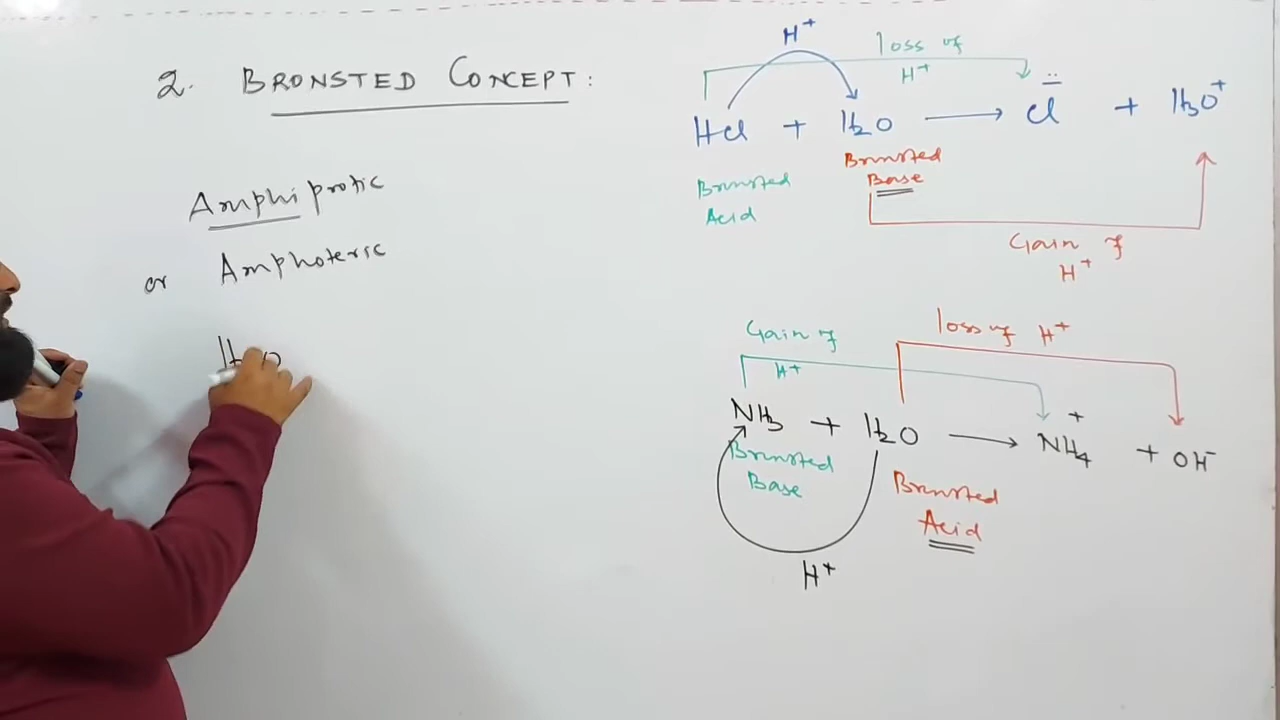 2. BRONSTED CONCEPT:
Amphiprotic
or Amphoteric
H₂O
H⁺
loss of
H⁺
HCl + H₂O ⟶ Cl⁻ + H₃O⁺
Bronsted
Acid
Bronsted
Base
Gain of
H⁺
Gain of
H⁺
loss of H⁺
NH₃ + H₂O ⟶ NH₄⁺ + OH⁻
Bronsted
Base
Bronsted
Acid
H⁺